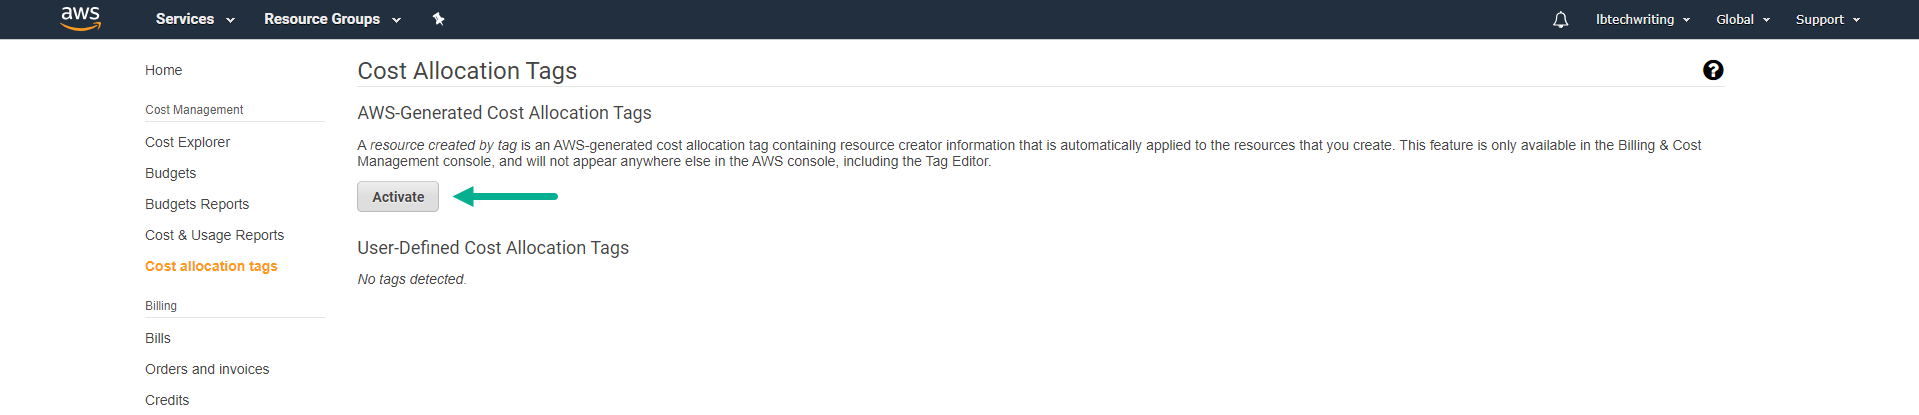 aws Services Resource Groups lbtechwriting Global Support
Home
Cost Management
Cost Explorer
Budgets
Budgets Reports
Cost & Usage Reports
Cost allocation tags
Billing
Bills
Orders and invoices
Credits
Cost Allocation Tags ?
AWS-Generated Cost Allocation Tags
A resource created by tag is an AWS-generated cost allocation tag containing resource creator information that is automatically applied to the resources that you create. This feature is only available in the Billing & Cost
Management console, and will not appear anywhere else in the AWS console, including the Tag Editor.
Activate
User-Defined Cost Allocation Tags
No tags detected.